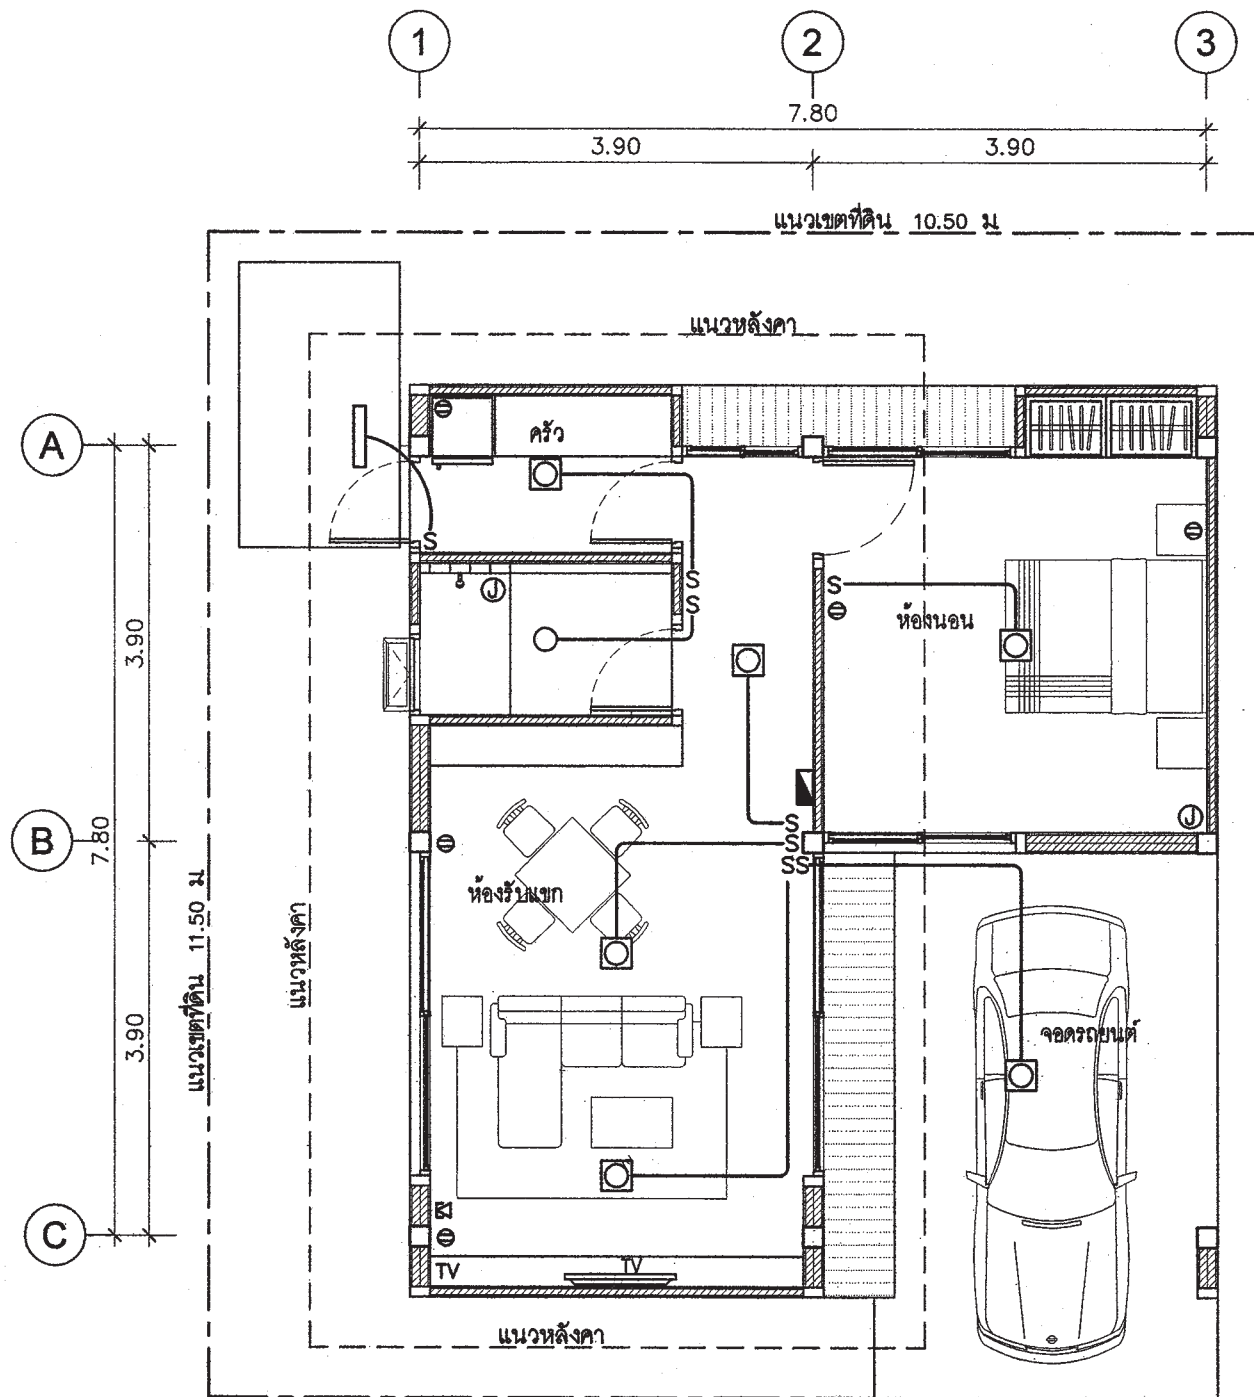 1 2 3
7.80
3.90 3.90
แนวเขตที่ดิน 10.50 ม
แนวหลังคา
A
ครัว
S
J
S
S
S
ห้องนอน
3.90
B
7.80
J
S
S
SS
ห้องรับแขก
แนวเขตที่ดิน 11.50 ม
แนวหลังคา
3.90
จอดรถยนต์
C
TV
TV
แนวหลังคา